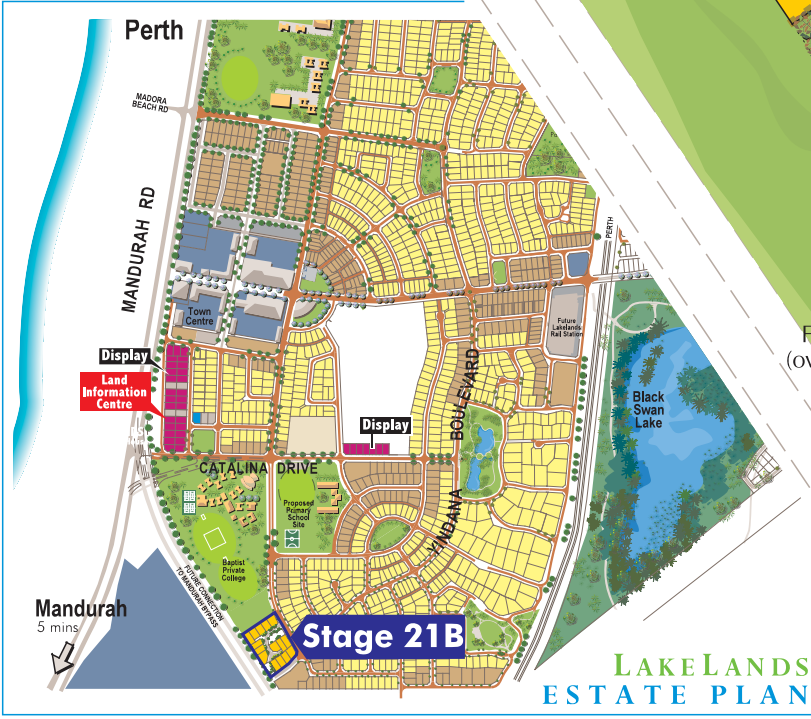 Perth
MADORA
BEACH RD
MANDURAH RD
PERTH
Town
Centre
Future
Lakelands
Rail Station
Display
Land
Information
Centre
Display
BOULEVARD
Black
Swan
Lake
CATALINA DRIVE
Proposed
Primary
School
Site
YINDANA
Baptist
Private
College
FUTURE CONNECTION
TO MANDURAH BYPASS
Mandurah
5 mins
Stage 21B
F
(ov
LAKELANDS
ESTATE PLAN